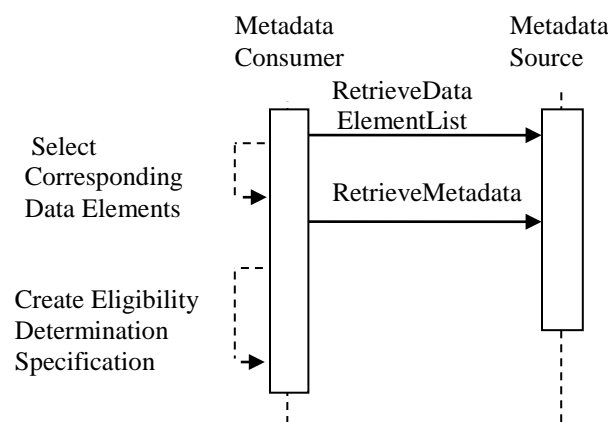 Metadata
Consumer
Metadata
Source
RetrieveData
ElementList
Select
Corresponding
Data Elements
RetrieveMetadata
Create Eligibility
Determination
Specification